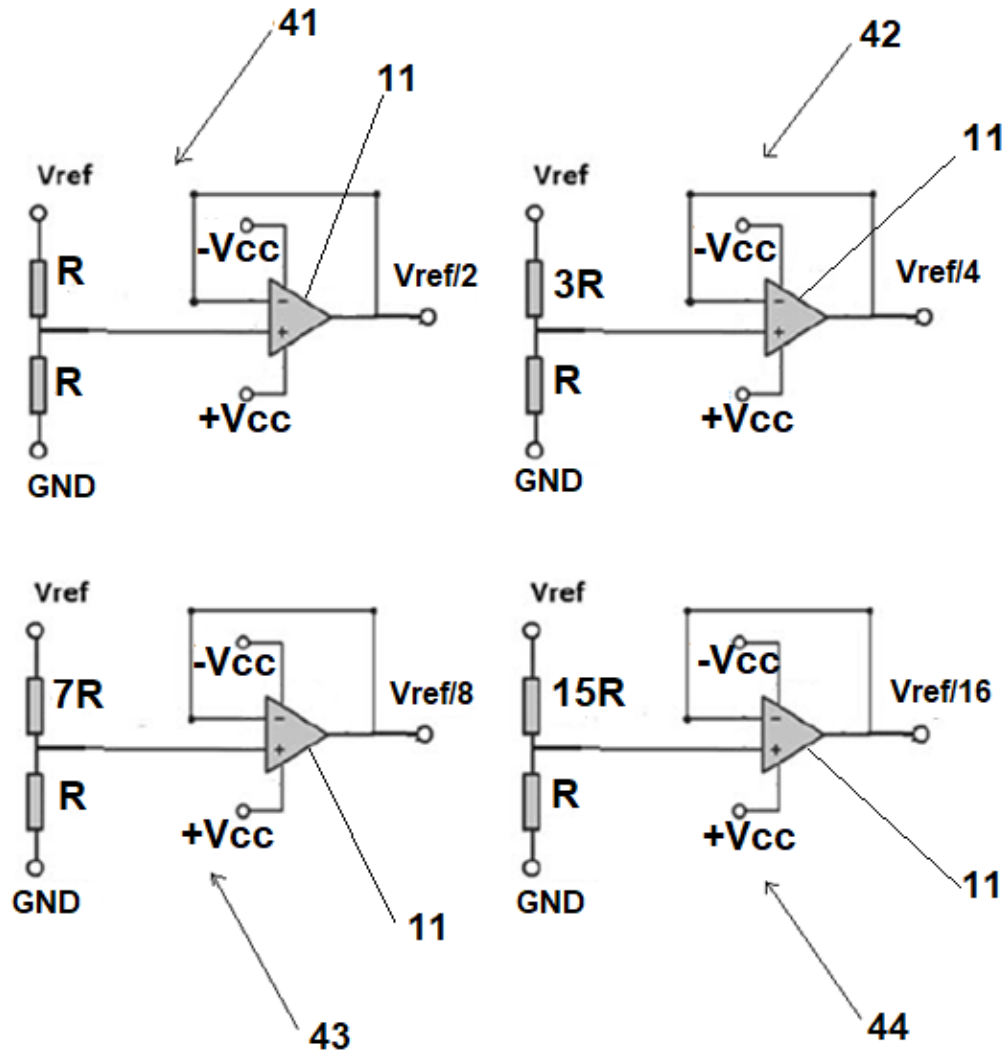 41
42
11
11
Vref
Vref
-Vcc
-Vcc
R
Vref/2
3R
Vref/4
R
R
+Vcc
+Vcc
GND
GND
Vref
Vref
-Vcc
-Vcc
7R
Vref/8
15R
Vref/16
R
R
+Vcc
+Vcc
GND
GND
11
11
43
44